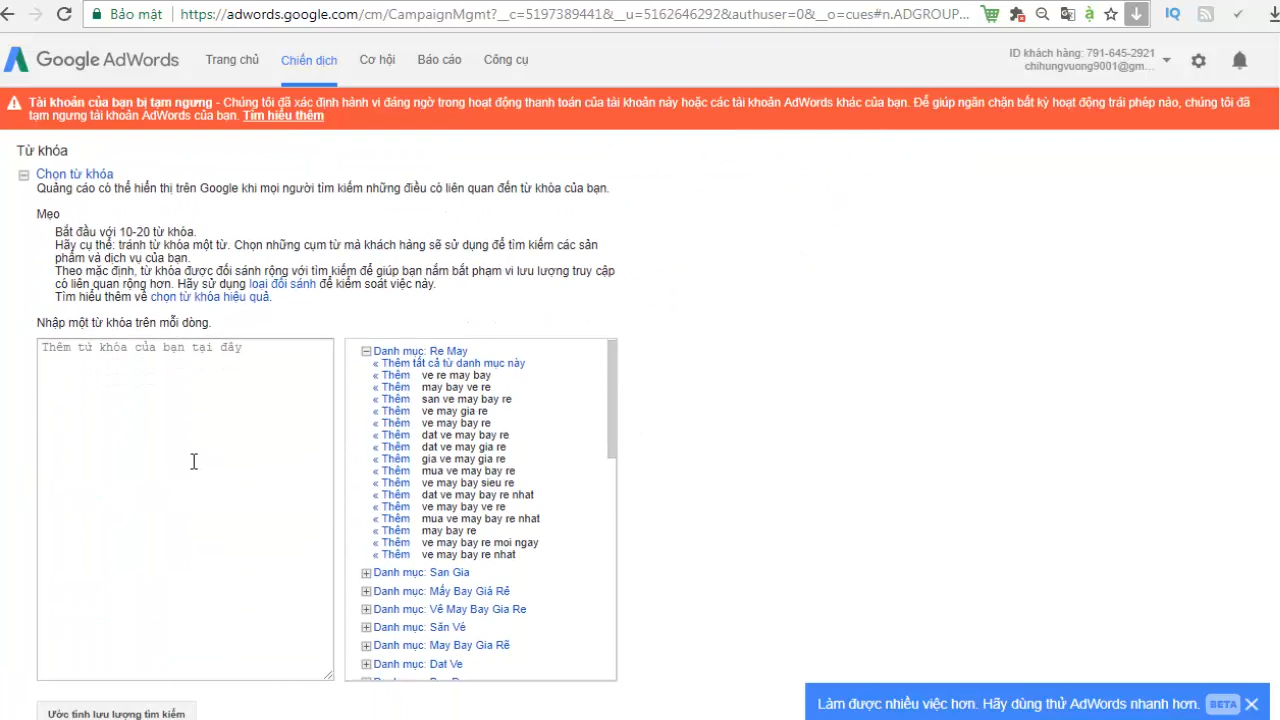 Bảo mật
https://adwords.google.com/cm/CampaignMgmt?__c=5197389441&__u=5162646292&authuser=0&__o=cues#n.ADGROUP...
Google AdWords
Trang chủ
Chiến dịch
Cơ hội
Báo cáo
Công cụ
ID khách hàng: 791-645-2921
chihungvuong9001@gm...
Tài khoản của bạn bị tạm ngưng - Chúng tôi đã xác định hành vi đáng ngờ trong hoạt động thanh toán của tài khoản này hoặc các tài khoản AdWords khác của bạn. Để giúp ngăn chặn bất kỳ hoạt động trái phép nào, chúng tôi đã
tạm ngưng tài khoản AdWords của bạn. Tìm hiểu thêm
Từ khóa
Chọn từ khóa
Quảng cáo có thể hiển thị trên Google khi mọi người tìm kiếm những điều có liên quan đến từ khóa của bạn.
Mẹo
Bắt đầu với 10-20 từ khóa.
Hãy cụ thể: tránh từ khóa một từ. Chọn những cụm từ mà khách hàng sẽ sử dụng để tìm kiếm các sản
phẩm và dịch vụ của bạn.
Theo mặc định, từ khóa được đối sánh rộng với tìm kiếm để giúp bạn nắm bắt phạm vi lưu lượng truy cập
có liên quan rộng hơn. Hãy sử dụng loại đối sánh để kiểm soát việc này.
Tìm hiểu thêm về chọn từ khóa hiệu quả.
Nhập một từ khóa trên mỗi dòng.
Thêm từ khóa của bạn tại đây
Danh mục: Re May
« Thêm tất cả từ danh mục này
« Thêm ve re may bay
« Thêm may bay ve re
« Thêm san ve may bay re
« Thêm ve may gia re
« Thêm ve may bay re
« Thêm dat ve may bay re
« Thêm dat ve may gia re
« Thêm gia ve may gia re
« Thêm mua ve may bay re
« Thêm ve may bay sieu re
« Thêm dat ve may bay re nhat
« Thêm ve may bay ve re
« Thêm mua ve may bay re nhat
« Thêm may bay re
« Thêm ve may bay re moi ngay
« Thêm ve may bay re nhat
Danh mục: San Gia
Danh mục: Mấy Bay Giá Rẻ
Danh mục: Vê May Bay Gia Re
Danh mục: Săn Vé
Danh mục: May Bay Gia Rẽ
Danh mục: Dat Ve
Ước tính lưu lượng tìm kiếm
Làm được nhiều việc hơn. Hãy dùng thử AdWords nhanh hơn. BETA
IQ